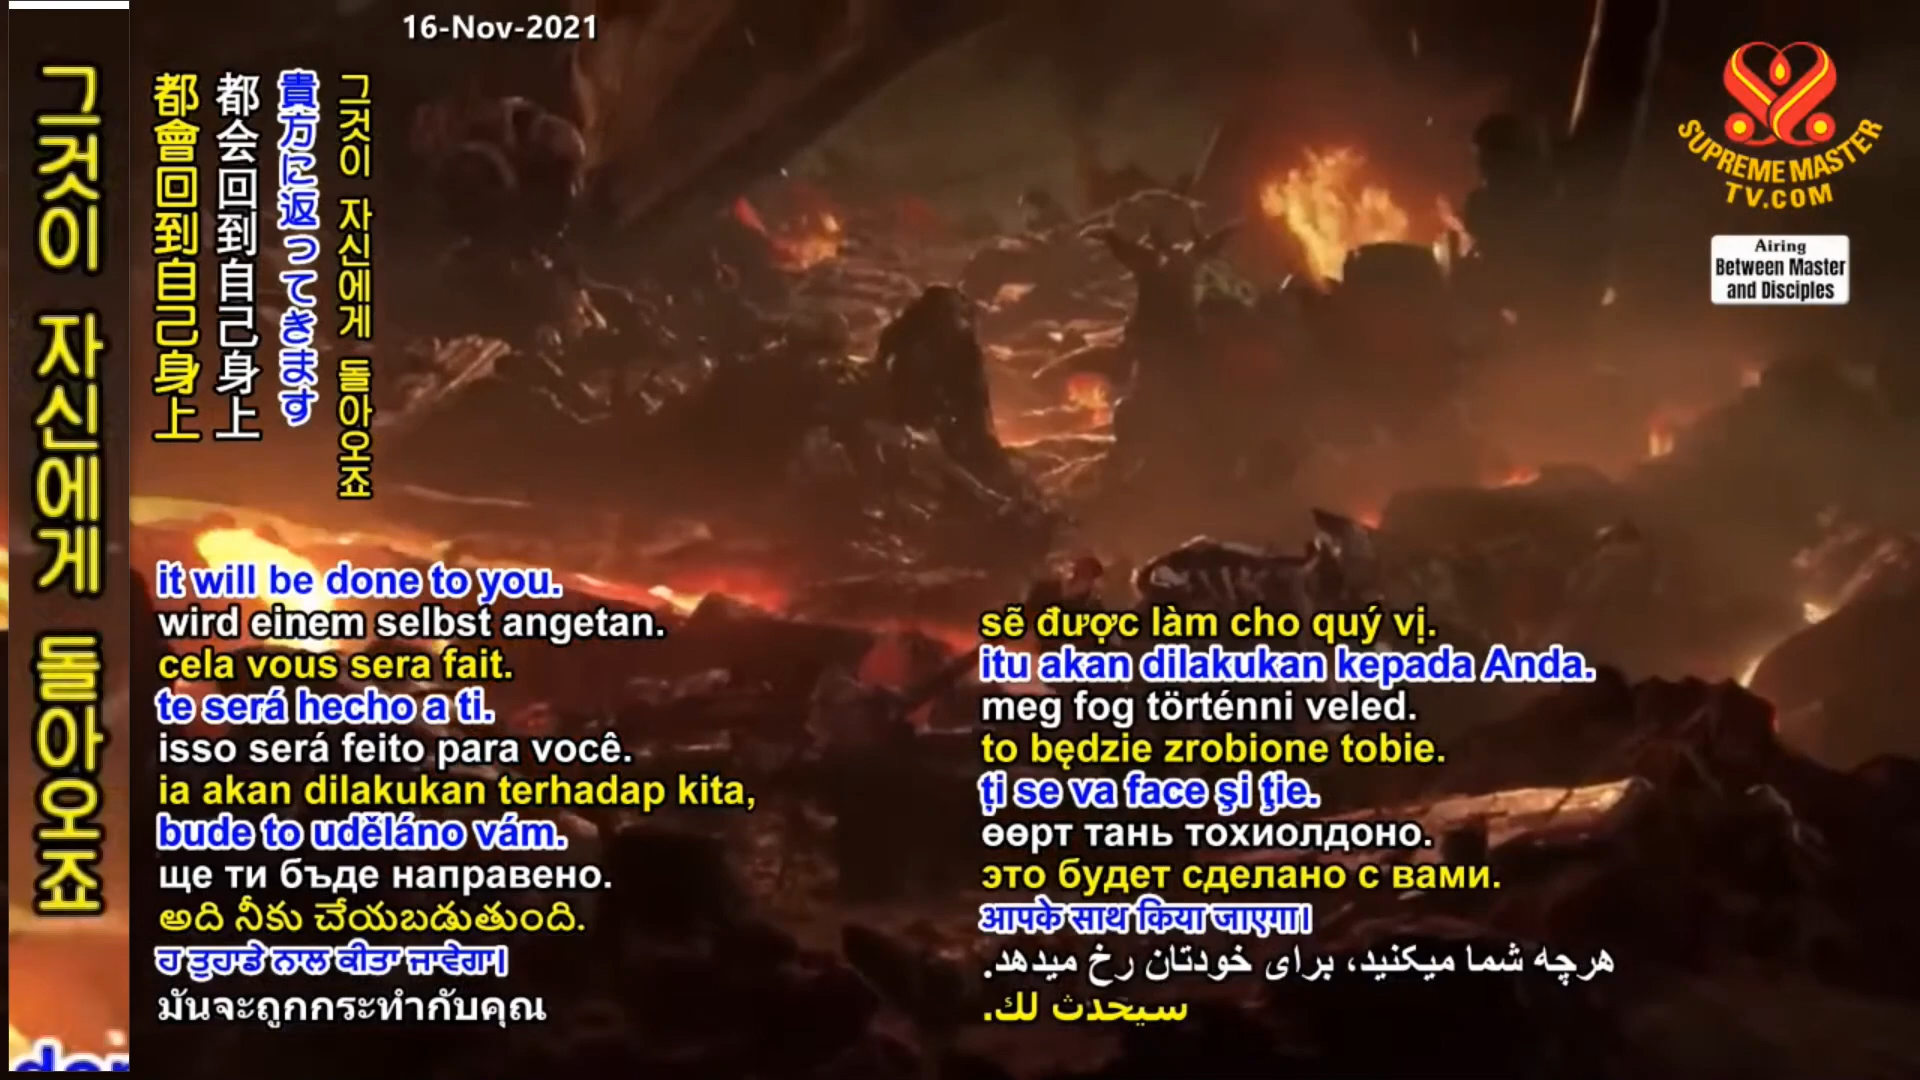 그것이 자신에게 돌아오죠
16-Nov-2021
都會回到自己身上
都会回到自己身上
貴方に返ってきます
그것이 자신에게 돌아오죠
SUPREME MASTER
TV.COM
Airing
Between Master
and Disciples
it will be done to you.
wird einem selbst angetan.
cela vous sera fait.
te será hecho a ti.
isso será feito para você.
ia akan dilakukan terhadap kita,
bude to uděláno vám.
ще ти бъде направено.
అది నీకు చేయబడుతుంది.
ਹ ਤੁਹਾਡੇ ਨਾਲ ਕੀਤਾ ਜਾਵੇਗਾ।
มันจะถูกกระทำกับคุณ
sẽ được làm cho quý vị.
itu akan dilakukan kepada Anda.
meg fog történni veled.
to będzie zrobione tobie.
ți se va face şi ţie.
өөрт тань тохиолдоно.
это будет сделано с вами.
आपके साथ किया जाएगा।
هرچه شما میکنید، برای خودتان رخ میدهد.
سيحدث لك.